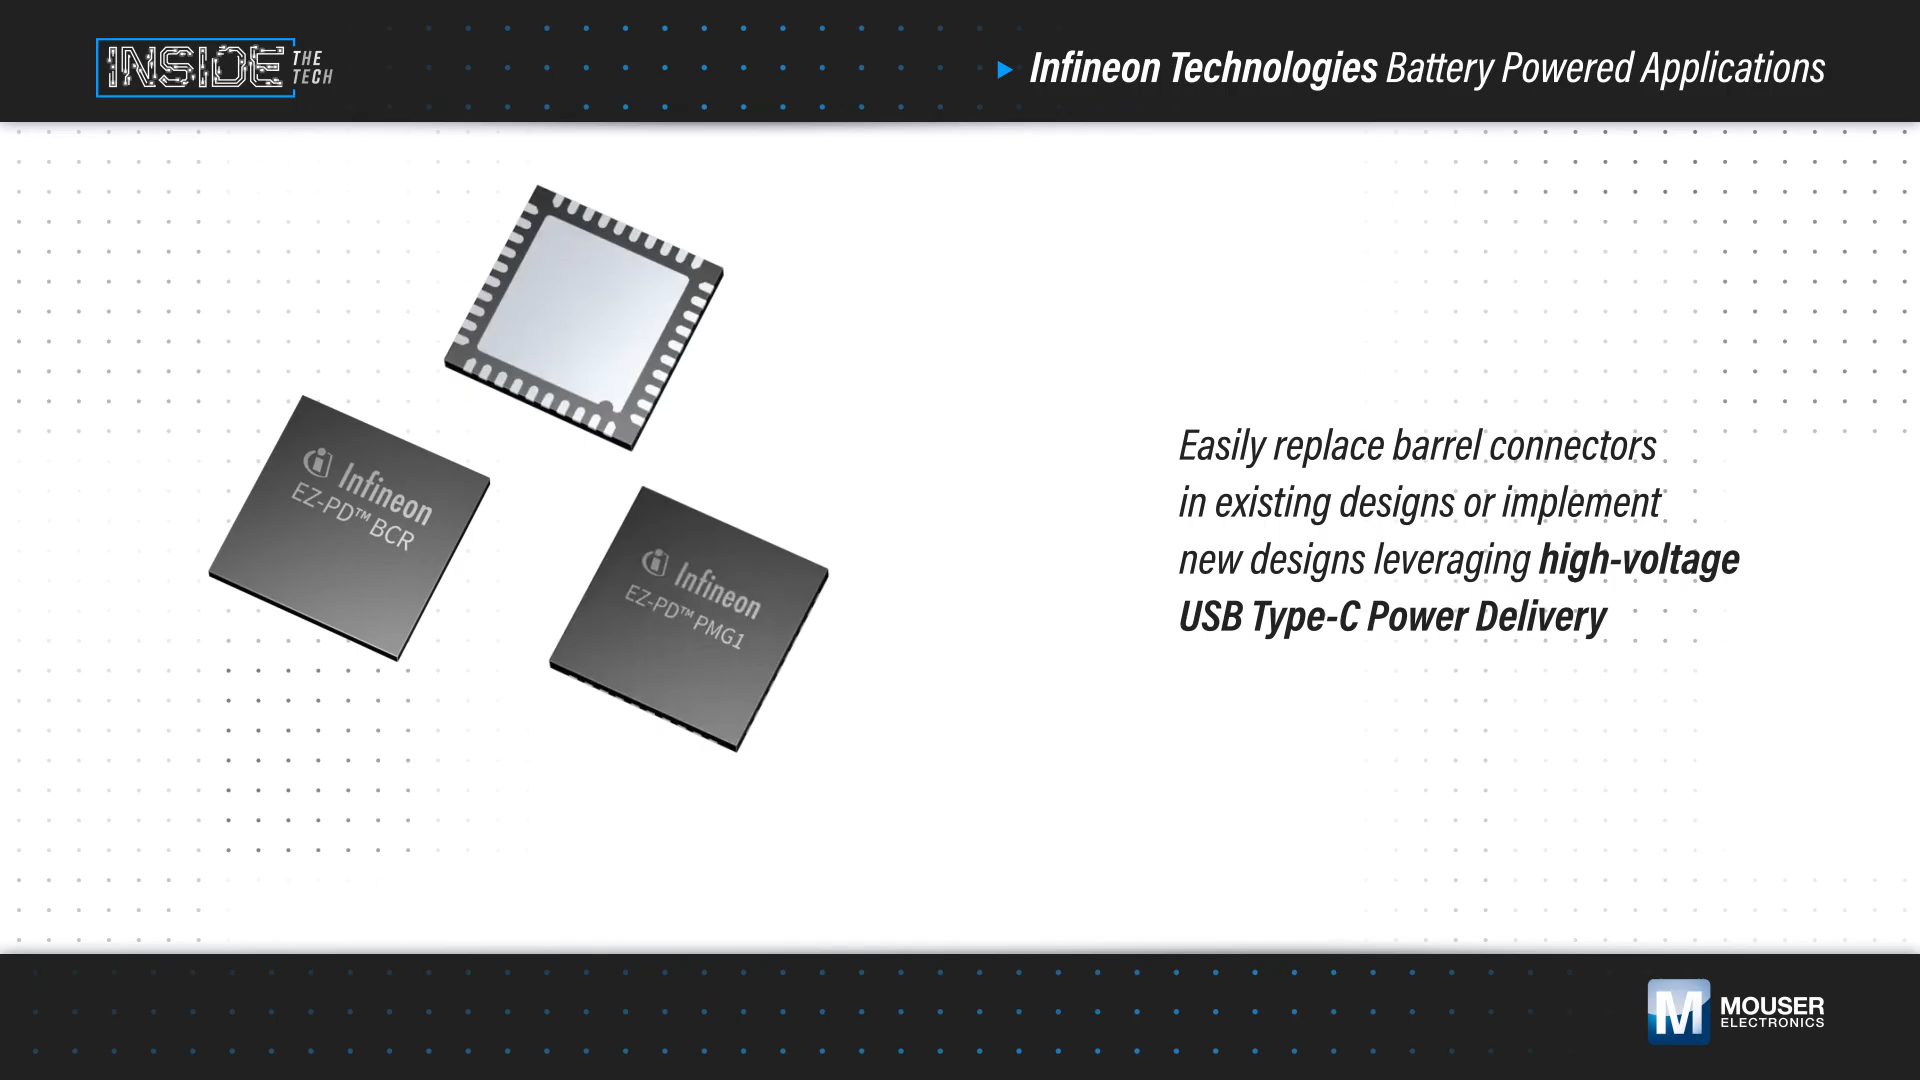 INSIDE THE TECH
Infineon Technologies Battery Powered Applications
Infineon
EZ-PD™ BCR
Infineon
EZ-PD™ PMG1
Easily replace barrel connectors
in existing designs or implement
new designs leveraging high-voltage
USB Type-C Power Delivery
M MOUSER
ELECTRONICS